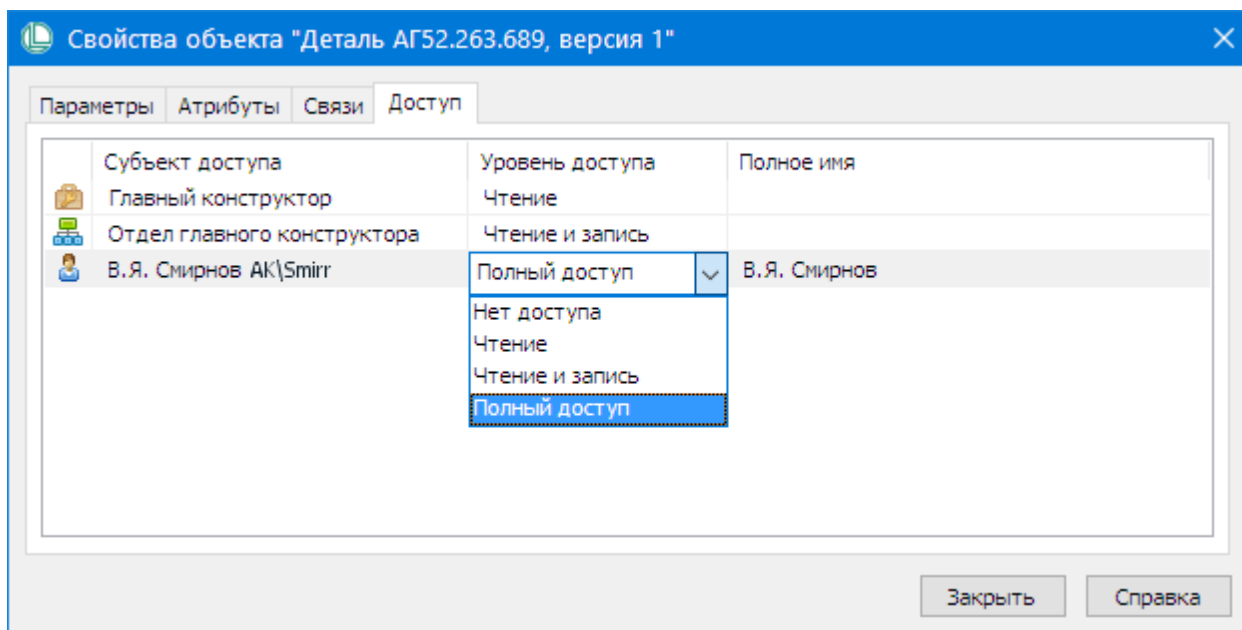 Свойства объекта "Деталь АГ52.263.689, версия 1"
Параметры Атрибуты Связи Доступ
Субъект доступа Уровень доступа Полное имя
Главный конструктор Чтение
Отдел главного конструктора Чтение и запись
В.Я. Смирнов AK\Smirr Полный доступ В.Я. Смирнов
Нет доступа
Чтение
Чтение и запись
Полный доступ
Закрыть Справка